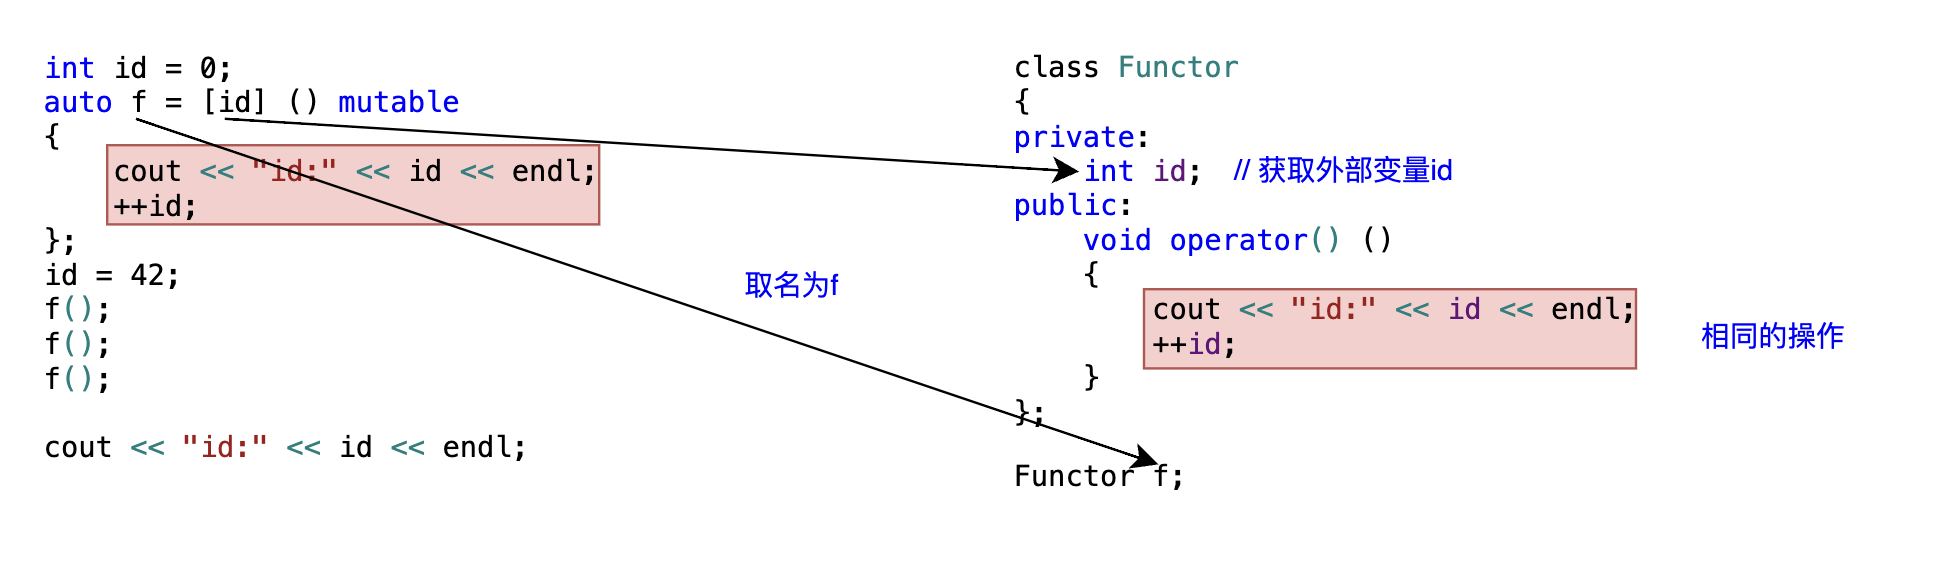 int id = 0;
auto f = [id] () mutable
{
cout << "id:" << id << endl;
++id;
};
id = 42;
f();
f();
f();
cout << "id:" << id << endl;
取名为f
class Functor
{
private:
int id; // 获取外部变量id
public:
void operator() ()
{
cout << "id:" << id << endl;
++id;
}
};
Functor f;
相同的操作